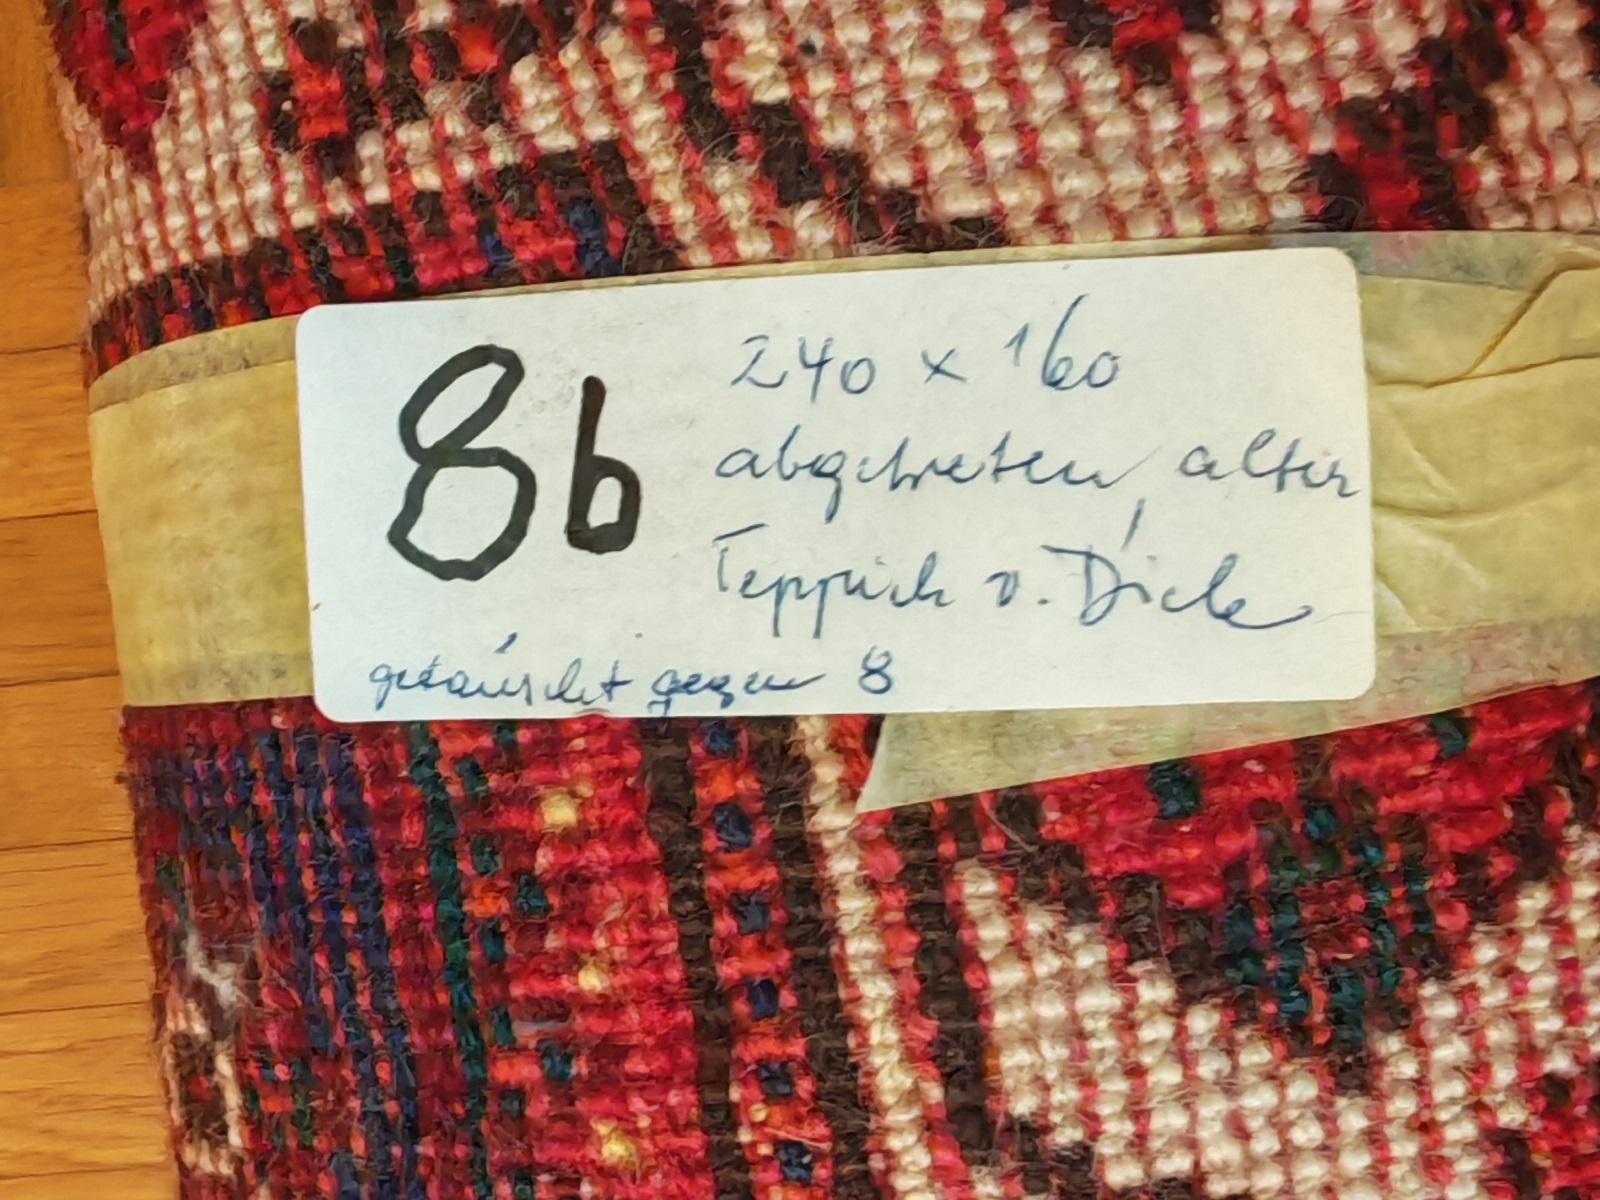 8b
240 x 160
abgetreten, alter
Teppich v. Diele
getauscht gegen 8